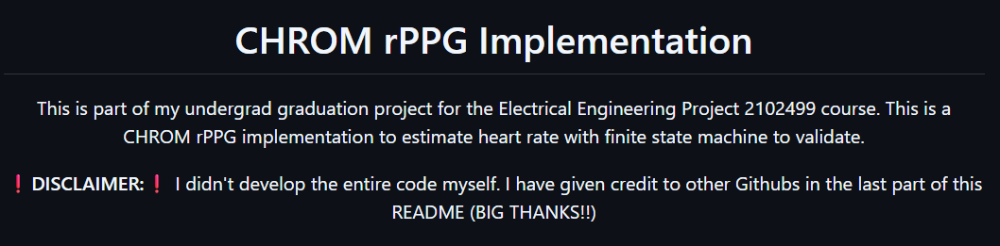 CHROM rPPG Implementation
This is part of my undergrad graduation project for the Electrical Engineering Project 2102499 course. This is a
CHROM rPPG implementation to estimate heart rate with finite state machine to validate.
❗DISCLAIMER:❗ I didn't develop the entire code myself. I have given credit to other Githubs in the last part of this
README (BIG THANKS!!)